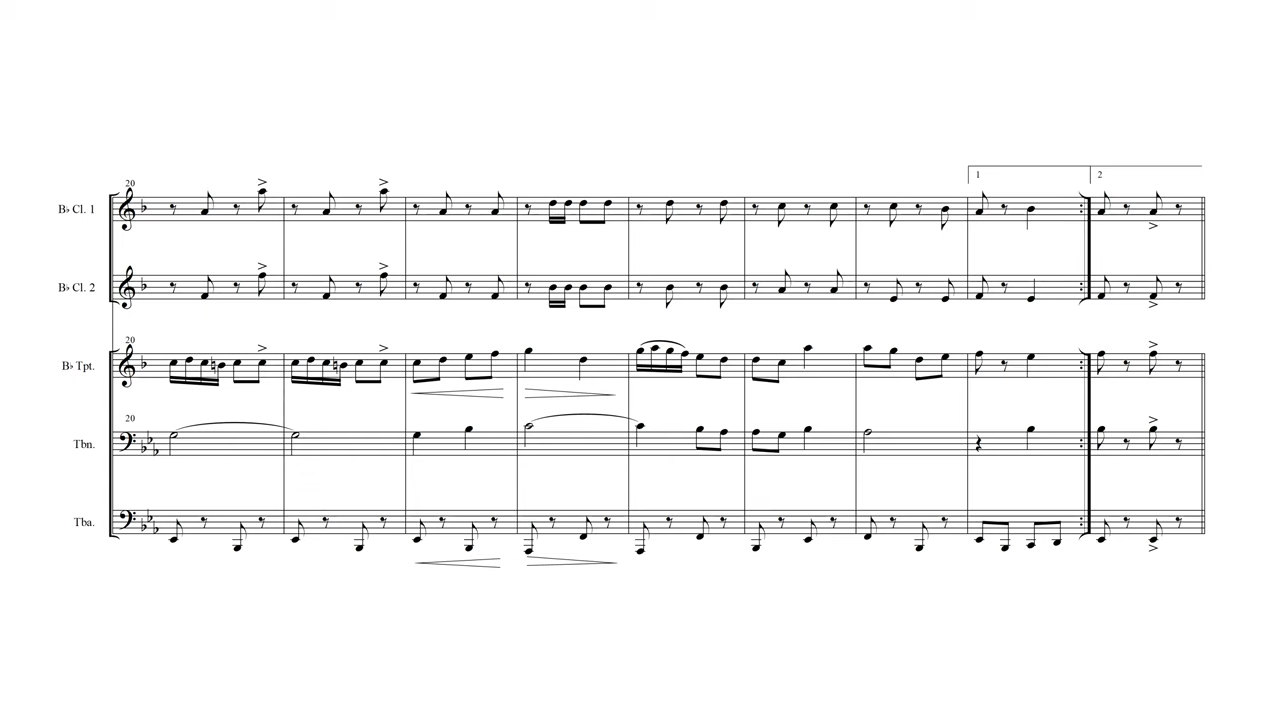 1 2
20
B♭ Cl. 1
B♭ Cl. 2
20
B♭ Tpt.
20
Tbn.
Tba.